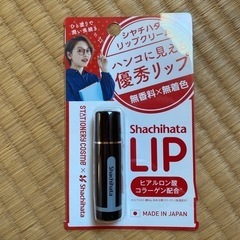 ひと塗りで
潤い続く
シヤチハタ
リップクリーム
ハンコに見える
優秀リップ
無香料×無着色
STATIONERY COSME × Shachihata
Shachihata
LIP
ヒアルロン酸
コラーゲン配合
MADE IN JAPAN
Shachihata